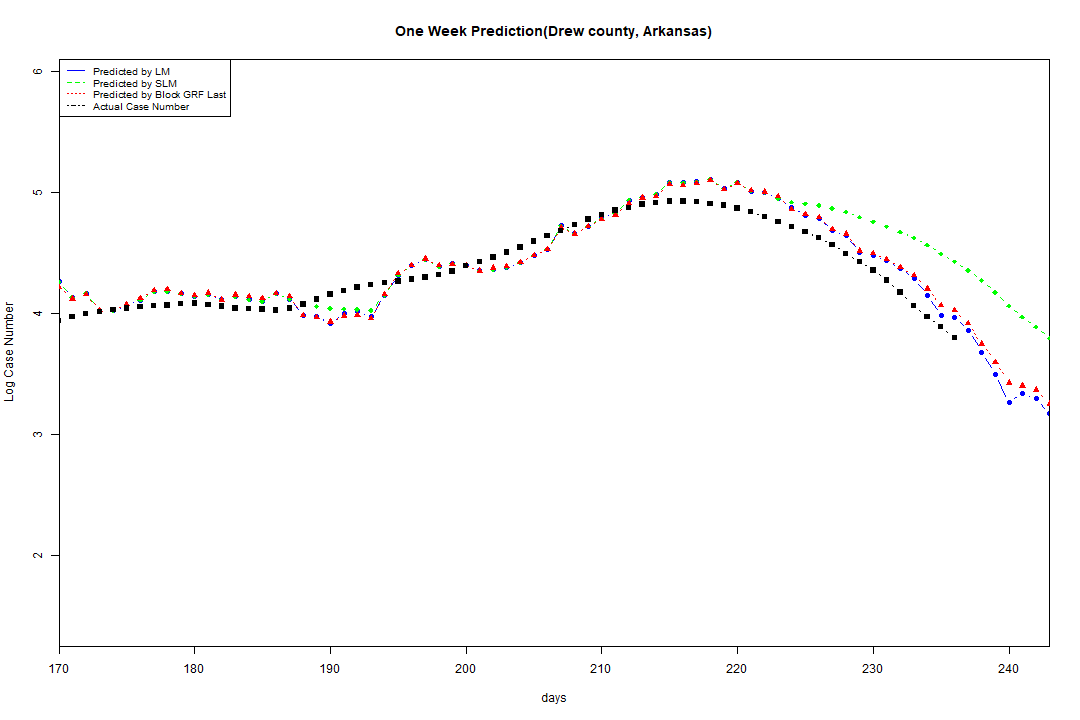 One Week Prediction(Drew county, Arkansas)
Predicted by LM
Predicted by SLM
Predicted by Block GRF Last
Actual Case Number
6
5
4
3
2
Log Case Number
170 180 190 200 210 220 230 240
days